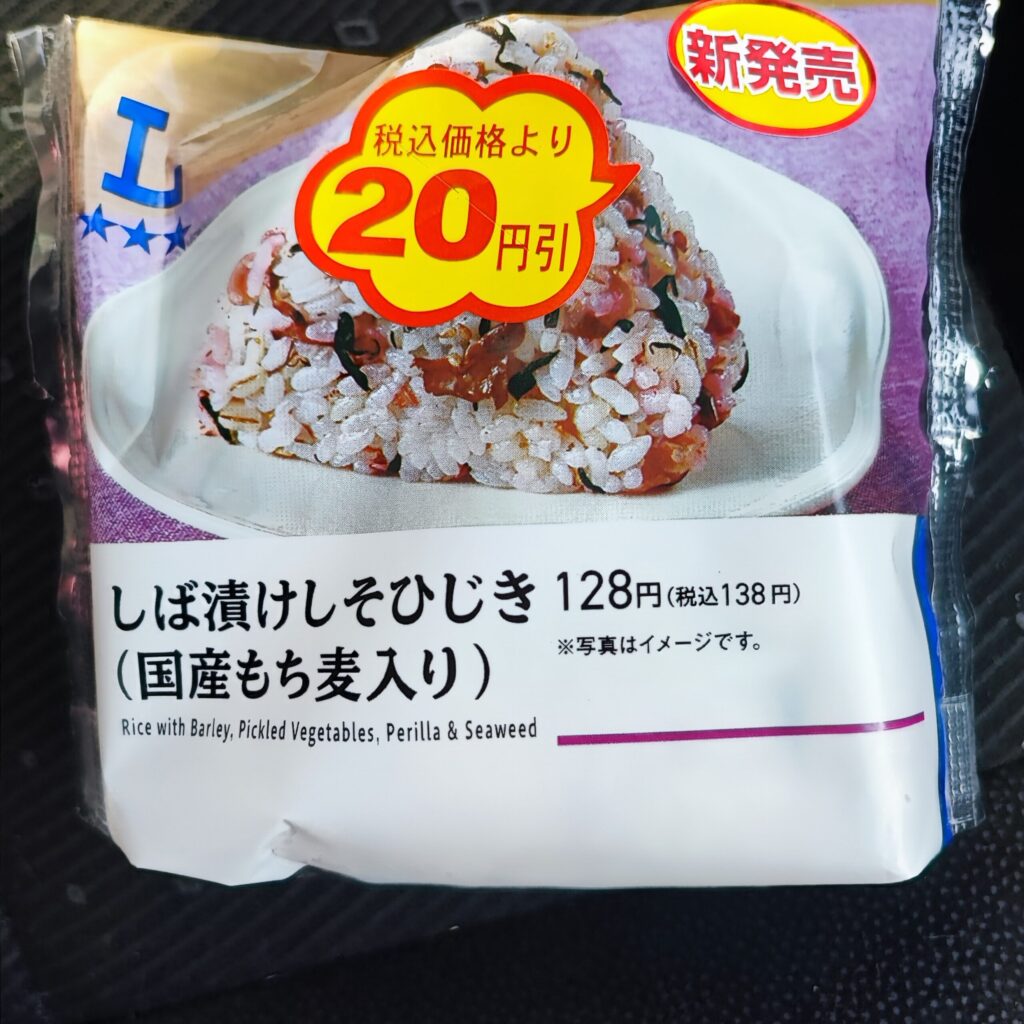 新発売
L
税込価格より
20円引
しば漬けしそひじき
(国産もち麦入り)
Rice with Barley, Pickled Vegetables, Perilla & Seaweed
128円(税込138円)
※写真はイメージです。